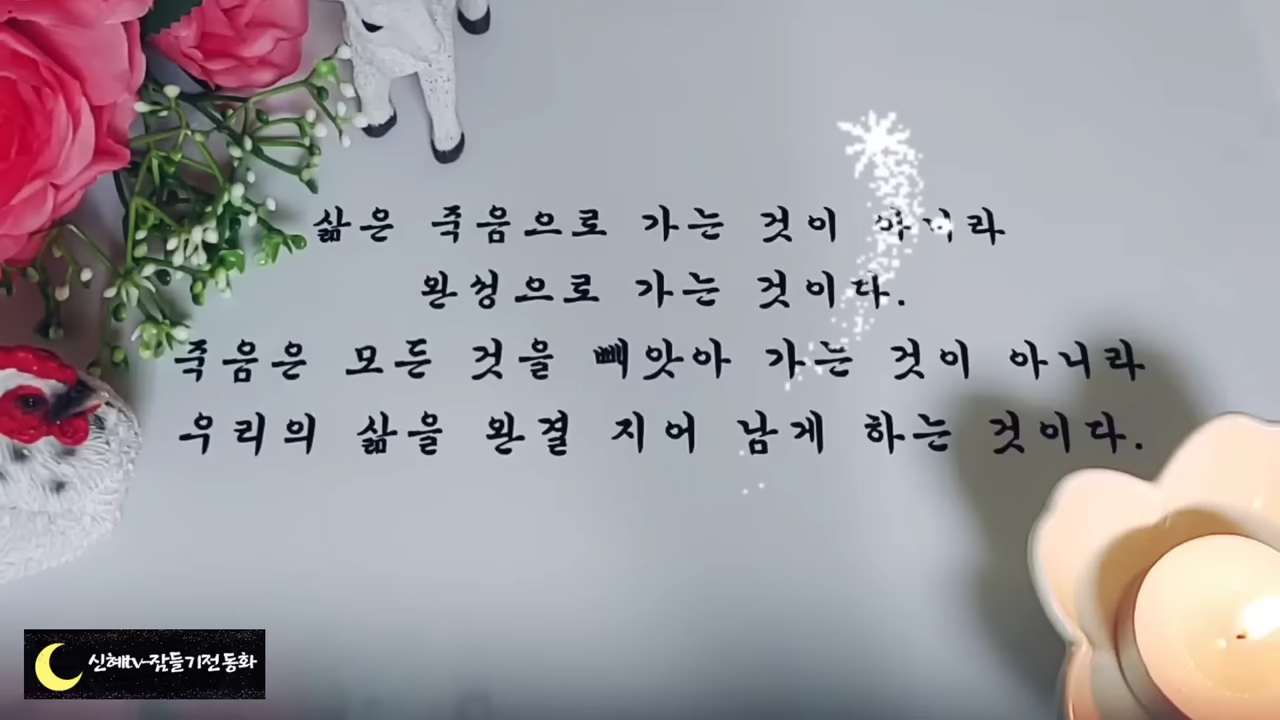 삶은 죽음으로 가는 것이 아니라
완성으로 가는 것이다.
죽음은 모든 것을 빼앗아 가는 것이 아니라
우리의 삶을 완결 지어 남게 하는 것이다.
신혜tv-잠들기전동화